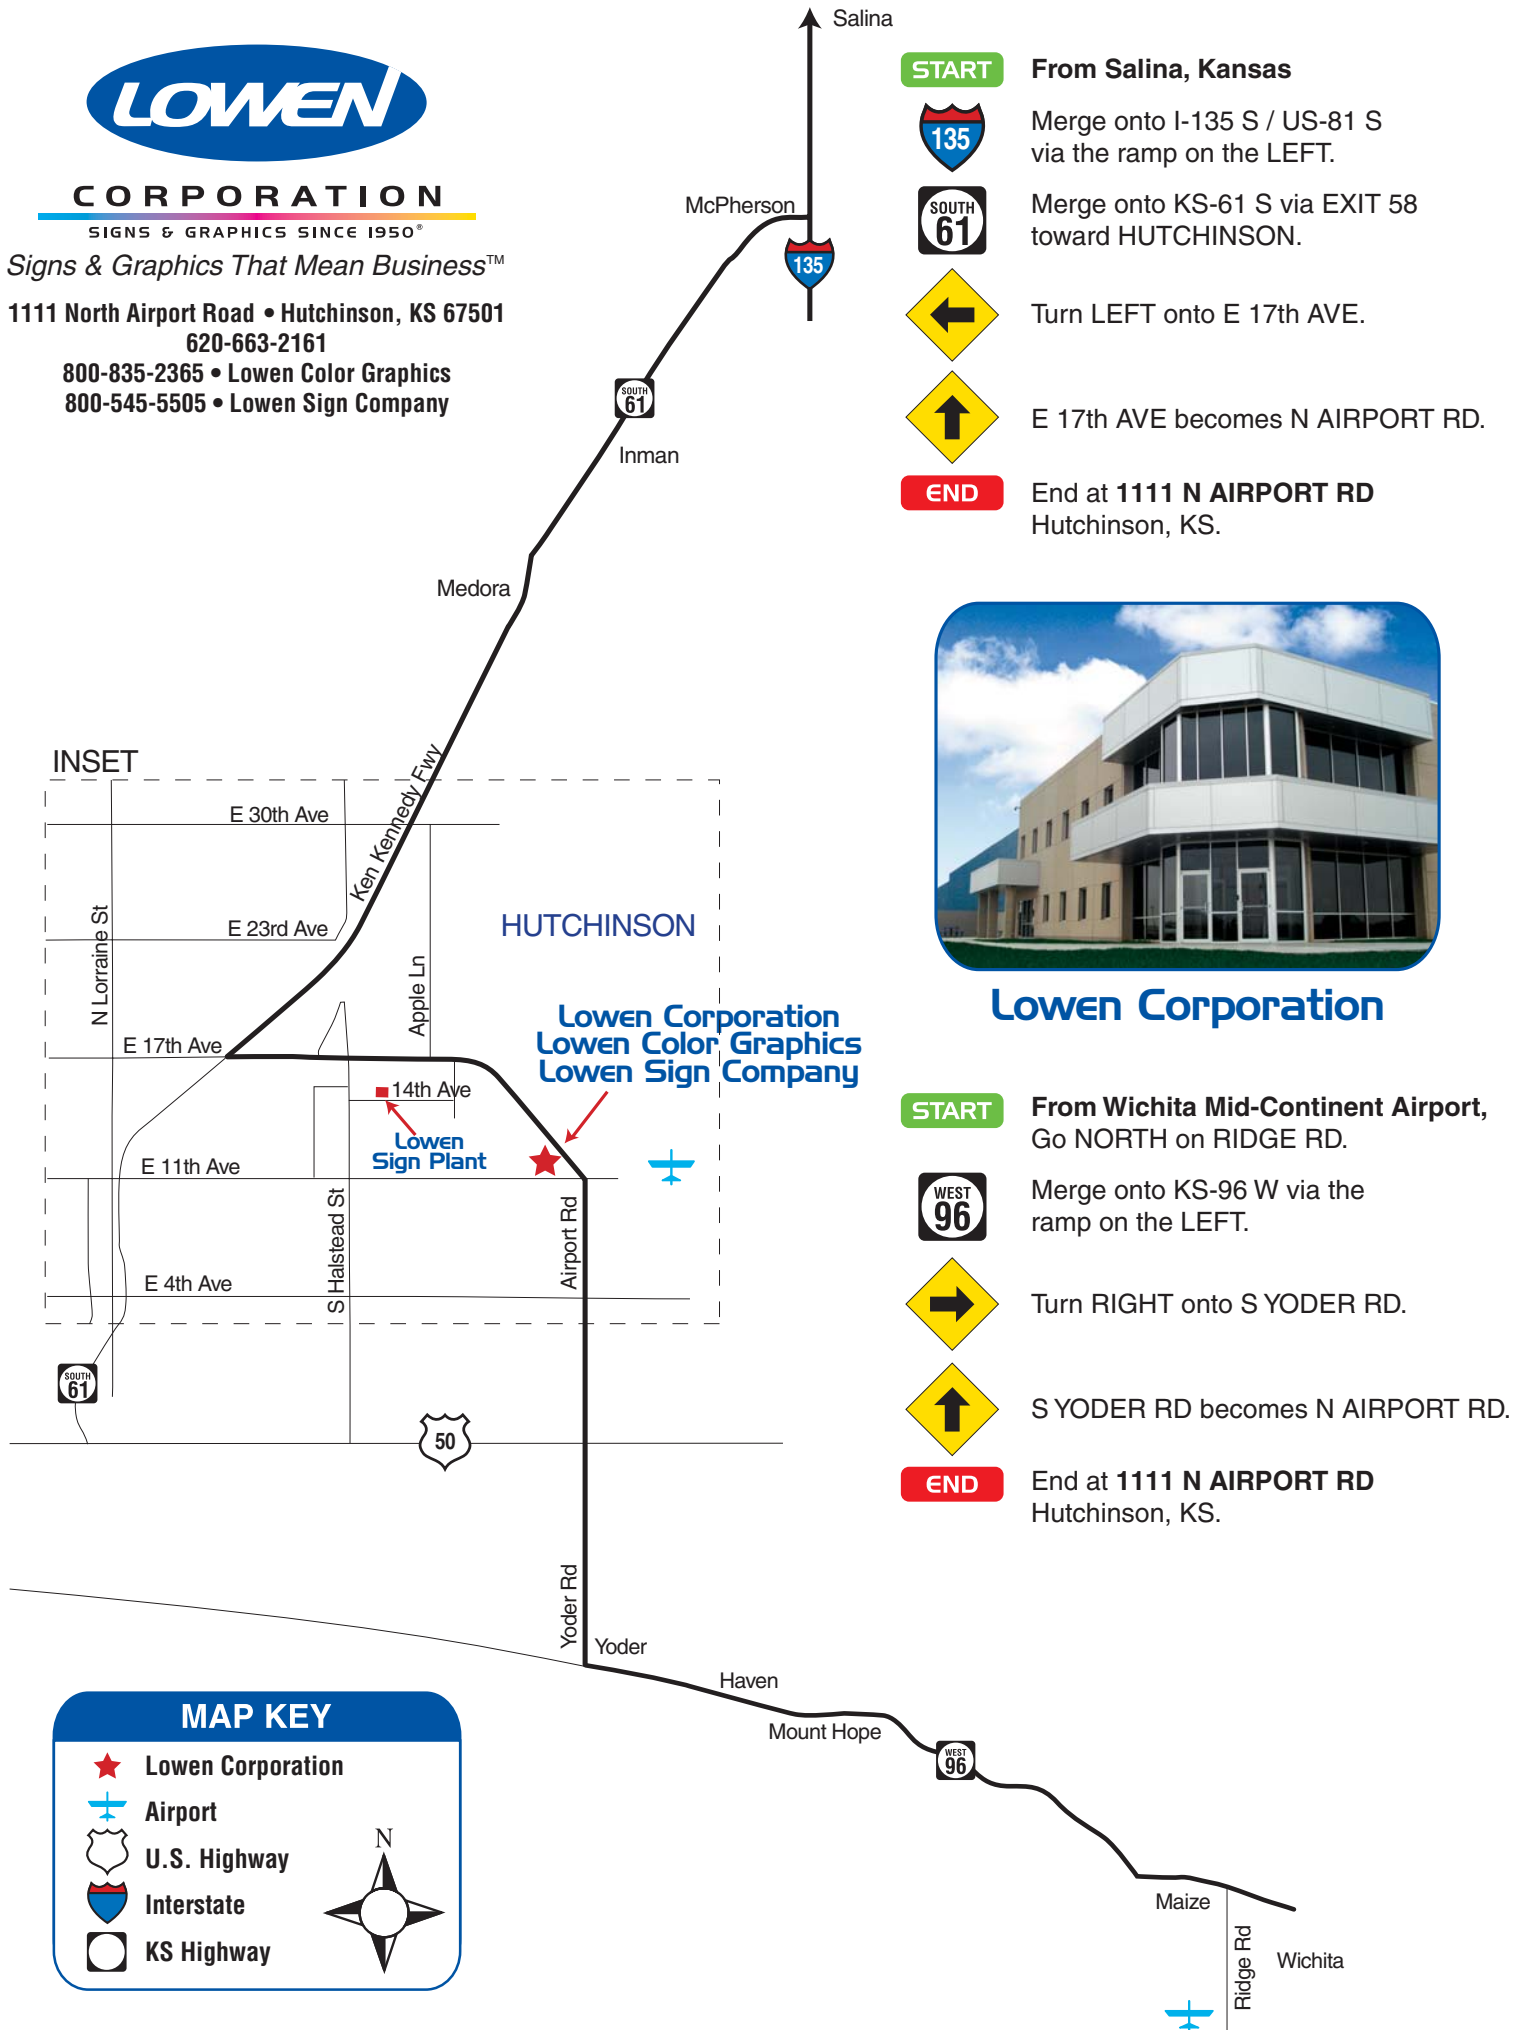 LOWEN
CORPORATION
SIGNS & GRAPHICS SINCE 1950®
Signs & Graphics That Mean Business™
1111 North Airport Road • Hutchinson, KS 67501
620-663-2161
800-835-2365 • Lowen Color Graphics
800-545-5505 • Lowen Sign Company
START
From Salina, Kansas
135
Merge onto I-135 S / US-81 S
via the ramp on the LEFT.
SOUTH
61
Merge onto KS-61 S via EXIT 58
toward HUTCHINSON.
Turn LEFT onto E 17th AVE.
E 17th AVE becomes N AIRPORT RD.
END
End at 1111 N AIRPORT RD
Hutchinson, KS.
Lowen Corporation
START
From Wichita Mid-Continent Airport,
Go NORTH on RIDGE RD.
WEST
96
Merge onto KS-96 W via the
ramp on the LEFT.
Turn RIGHT onto S YODER RD.
S YODER RD becomes N AIRPORT RD.
END
End at 1111 N AIRPORT RD
Hutchinson, KS.
Salina
McPherson
135
SOUTH
61
Inman
Medora
INSET
Ken Kennedy Fwy
E 30th Ave
E 23rd Ave
N Lorraine St
HUTCHINSON
Apple Ln
E 17th Ave
Lowen Corporation
Lowen Color Graphics
Lowen Sign Company
14th Ave
Lowen
Sign Plant
E 11th Ave
S Halstead St
Airport Rd
E 4th Ave
SOUTH
61
50
Yoder Rd
Yoder
Haven
Mount Hope
WEST
96
Maize
Ridge Rd
Wichita
MAP KEY
Lowen Corporation
Airport
U.S. Highway
Interstate
KS Highway
N